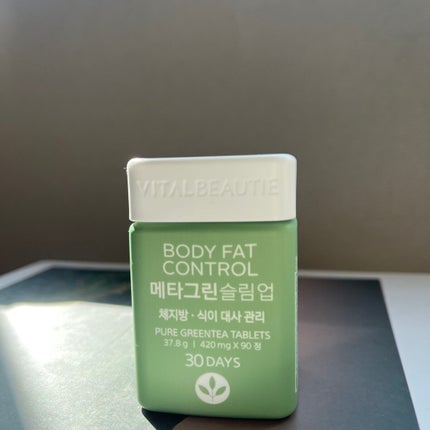 VITALBEAUTIE
BODY FAT
CONTROL
메타그린슬림업
체지방 · 식이 대사 관리
PURE GREENTEA TABLETS
37.8 g | 420 mg X 90 정
30 DAYS